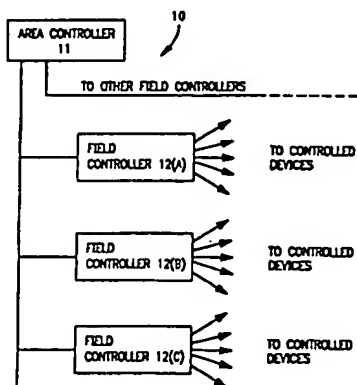 10
AREA CONTROLLER
11
TO OTHER FIELD CONTROLLERS
FIELD
CONTROLLER 12(A)
TO CONTROLLED
DEVICES
FIELD
CONTROLLER 12(B)
TO CONTROLLED
DEVICES
FIELD
CONTROLLER 12(C)
TO CONTROLLED
DEVICES